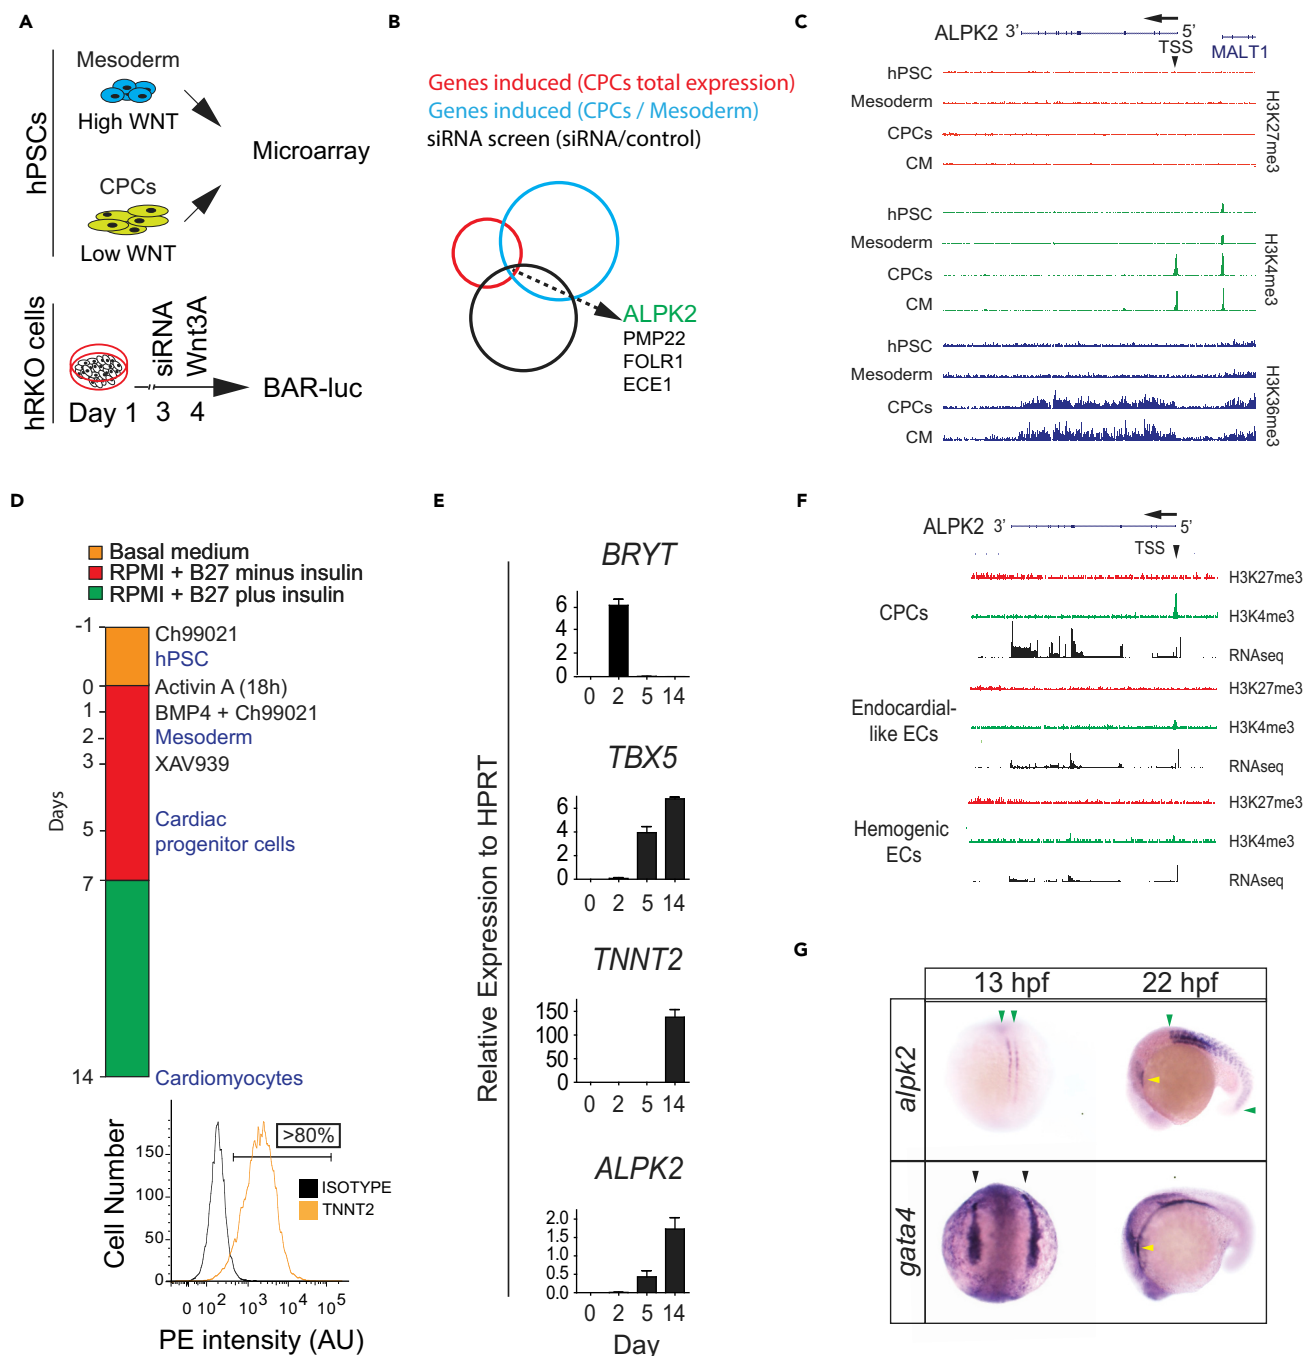 A
hPSCs
Mesoderm
High WNT
CPCs
Low WNT
Microarray
hRKO cells
siRNA
Wnt3A
Day 1 3 4
BAR-luc
B
Genes induced (CPCs total expression)
Genes induced (CPCs / Mesoderm)
siRNA screen (siRNA/control)
ALPK2
PMP22
FOLR1
ECE1
C
ALPK2 3’ 5’
TSS
MALT1
hPSC
Mesoderm
CPCs
CM
H3K27me3
hPSC
Mesoderm
CPCs
CM
H3K4me3
hPSC
Mesoderm
CPCs
CM
H3K36me3
D
Basal medium
RPMI + B27 minus insulin
RPMI + B27 plus insulin
Days
-1
Ch99021
hPSC
0 Activin A (18h)
1 BMP4 + Ch99021
2 Mesoderm
3 XAV939
5
Cardiac
progenitor cells
7
14 Cardiomyocytes
Cell Number
150
100
50
0
>80%
ISOTYPE
TNNT2
0 10² 10³ 10⁴ 10⁵
PE intensity (AU)
E
Relative Expression to HPRT
BRYT
6
4
2
0
0 2 5 14
TBX5
6
4
2
0
0 2 5 14
TNNT2
150
100
50
0
0 2 5 14
ALPK2
2.0
1.5
1.0
0.5
0.0
0 2 5 14
Day
F
ALPK2 3’ 5’
TSS
CPCs
H3K27me3
H3K4me3
RNAseq
Endocardial-
like ECs
H3K27me3
H3K4me3
RNAseq
Hemogenic
ECs
H3K27me3
H3K4me3
RNAseq
G
13 hpf 22 hpf
alpk2
gata4